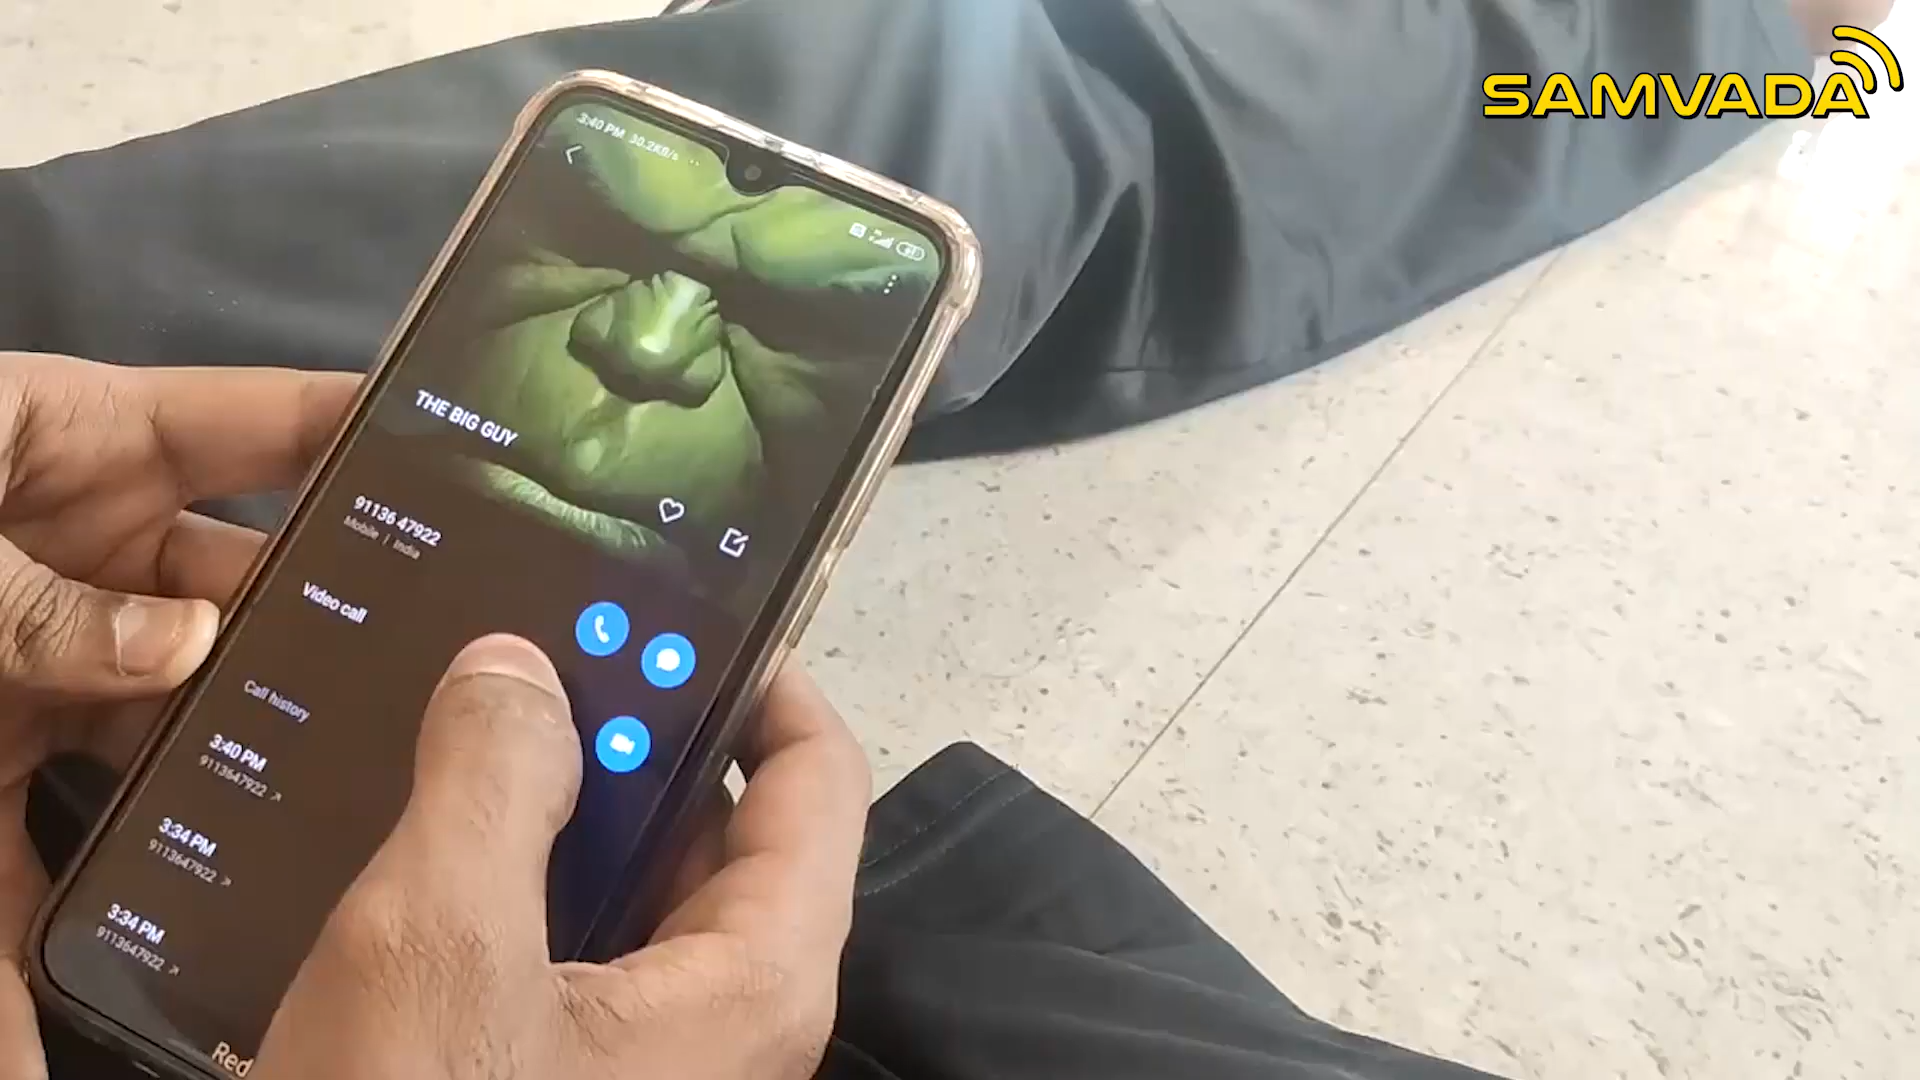 SAMVADA
3:40 PM 30.2KB/s ..
THE BIG GUY
91136 47922
Mobile | India
Video call
Call history
3:40 PM
9113647922 ↗
3:34 PM
9113647922 ↗
3:34 PM
9113647922 ↗
Red